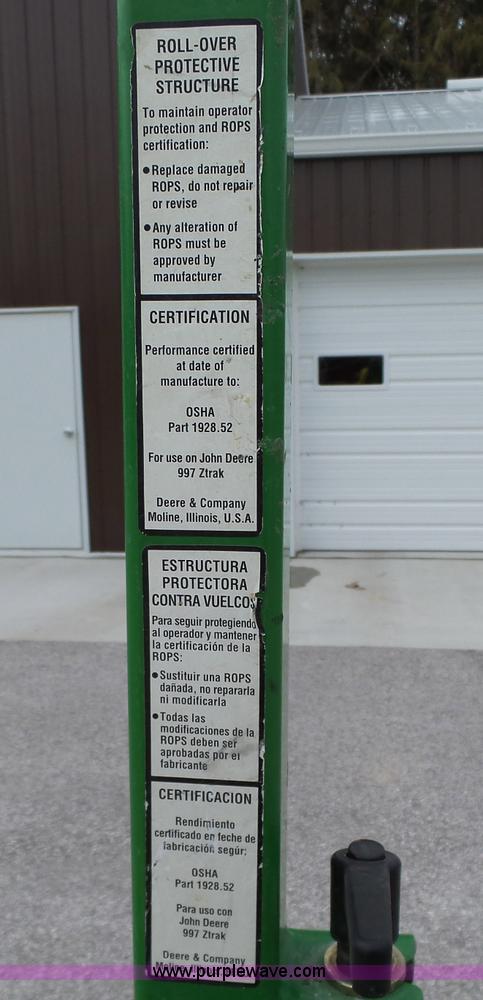 ROLL-OVER
PROTECTIVE
STRUCTURE
To maintain operator
protection and ROPS
certification:
• Replace damaged
ROPS, do not repair
or revise
• Any alteration of
ROPS must be
approved by
manufacturer
CERTIFICATION
Performance certified
at date of
manufacture to:
OSHA
Part 1928.52
For use on John Deere
997 Ztrak
Deere & Company
Moline, Illinois, U.S.A.
ESTRUCTURA
PROTECTORA
CONTRA VUELCOS
Para seguir protegiendo
al operador y mantener
la certificación de la
ROPS:
• Sustituir una ROPS
dañada, no repararla
ni modificarla
• Todas las
modificaciones de la
ROPS deben ser
aprobadas por el
fabricante
CERTIFICACION
Rendimiento
certificado en feche de
fabricación segúr:
OSHA
Part 1928.52
Para uso con
John Deere
997 Ztrak
Deere & Company
Moline, Illinois, U.S.A.
www.purplewave.com